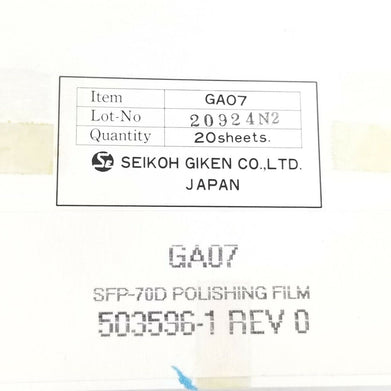 Item GA07
Lot-No 20924N2
Quantity 20sheets.
SEIKOH GIKEN CO.,LTD.
JAPAN
GA07
SFP-70D POLISHING FILM
503596-1 REV 0